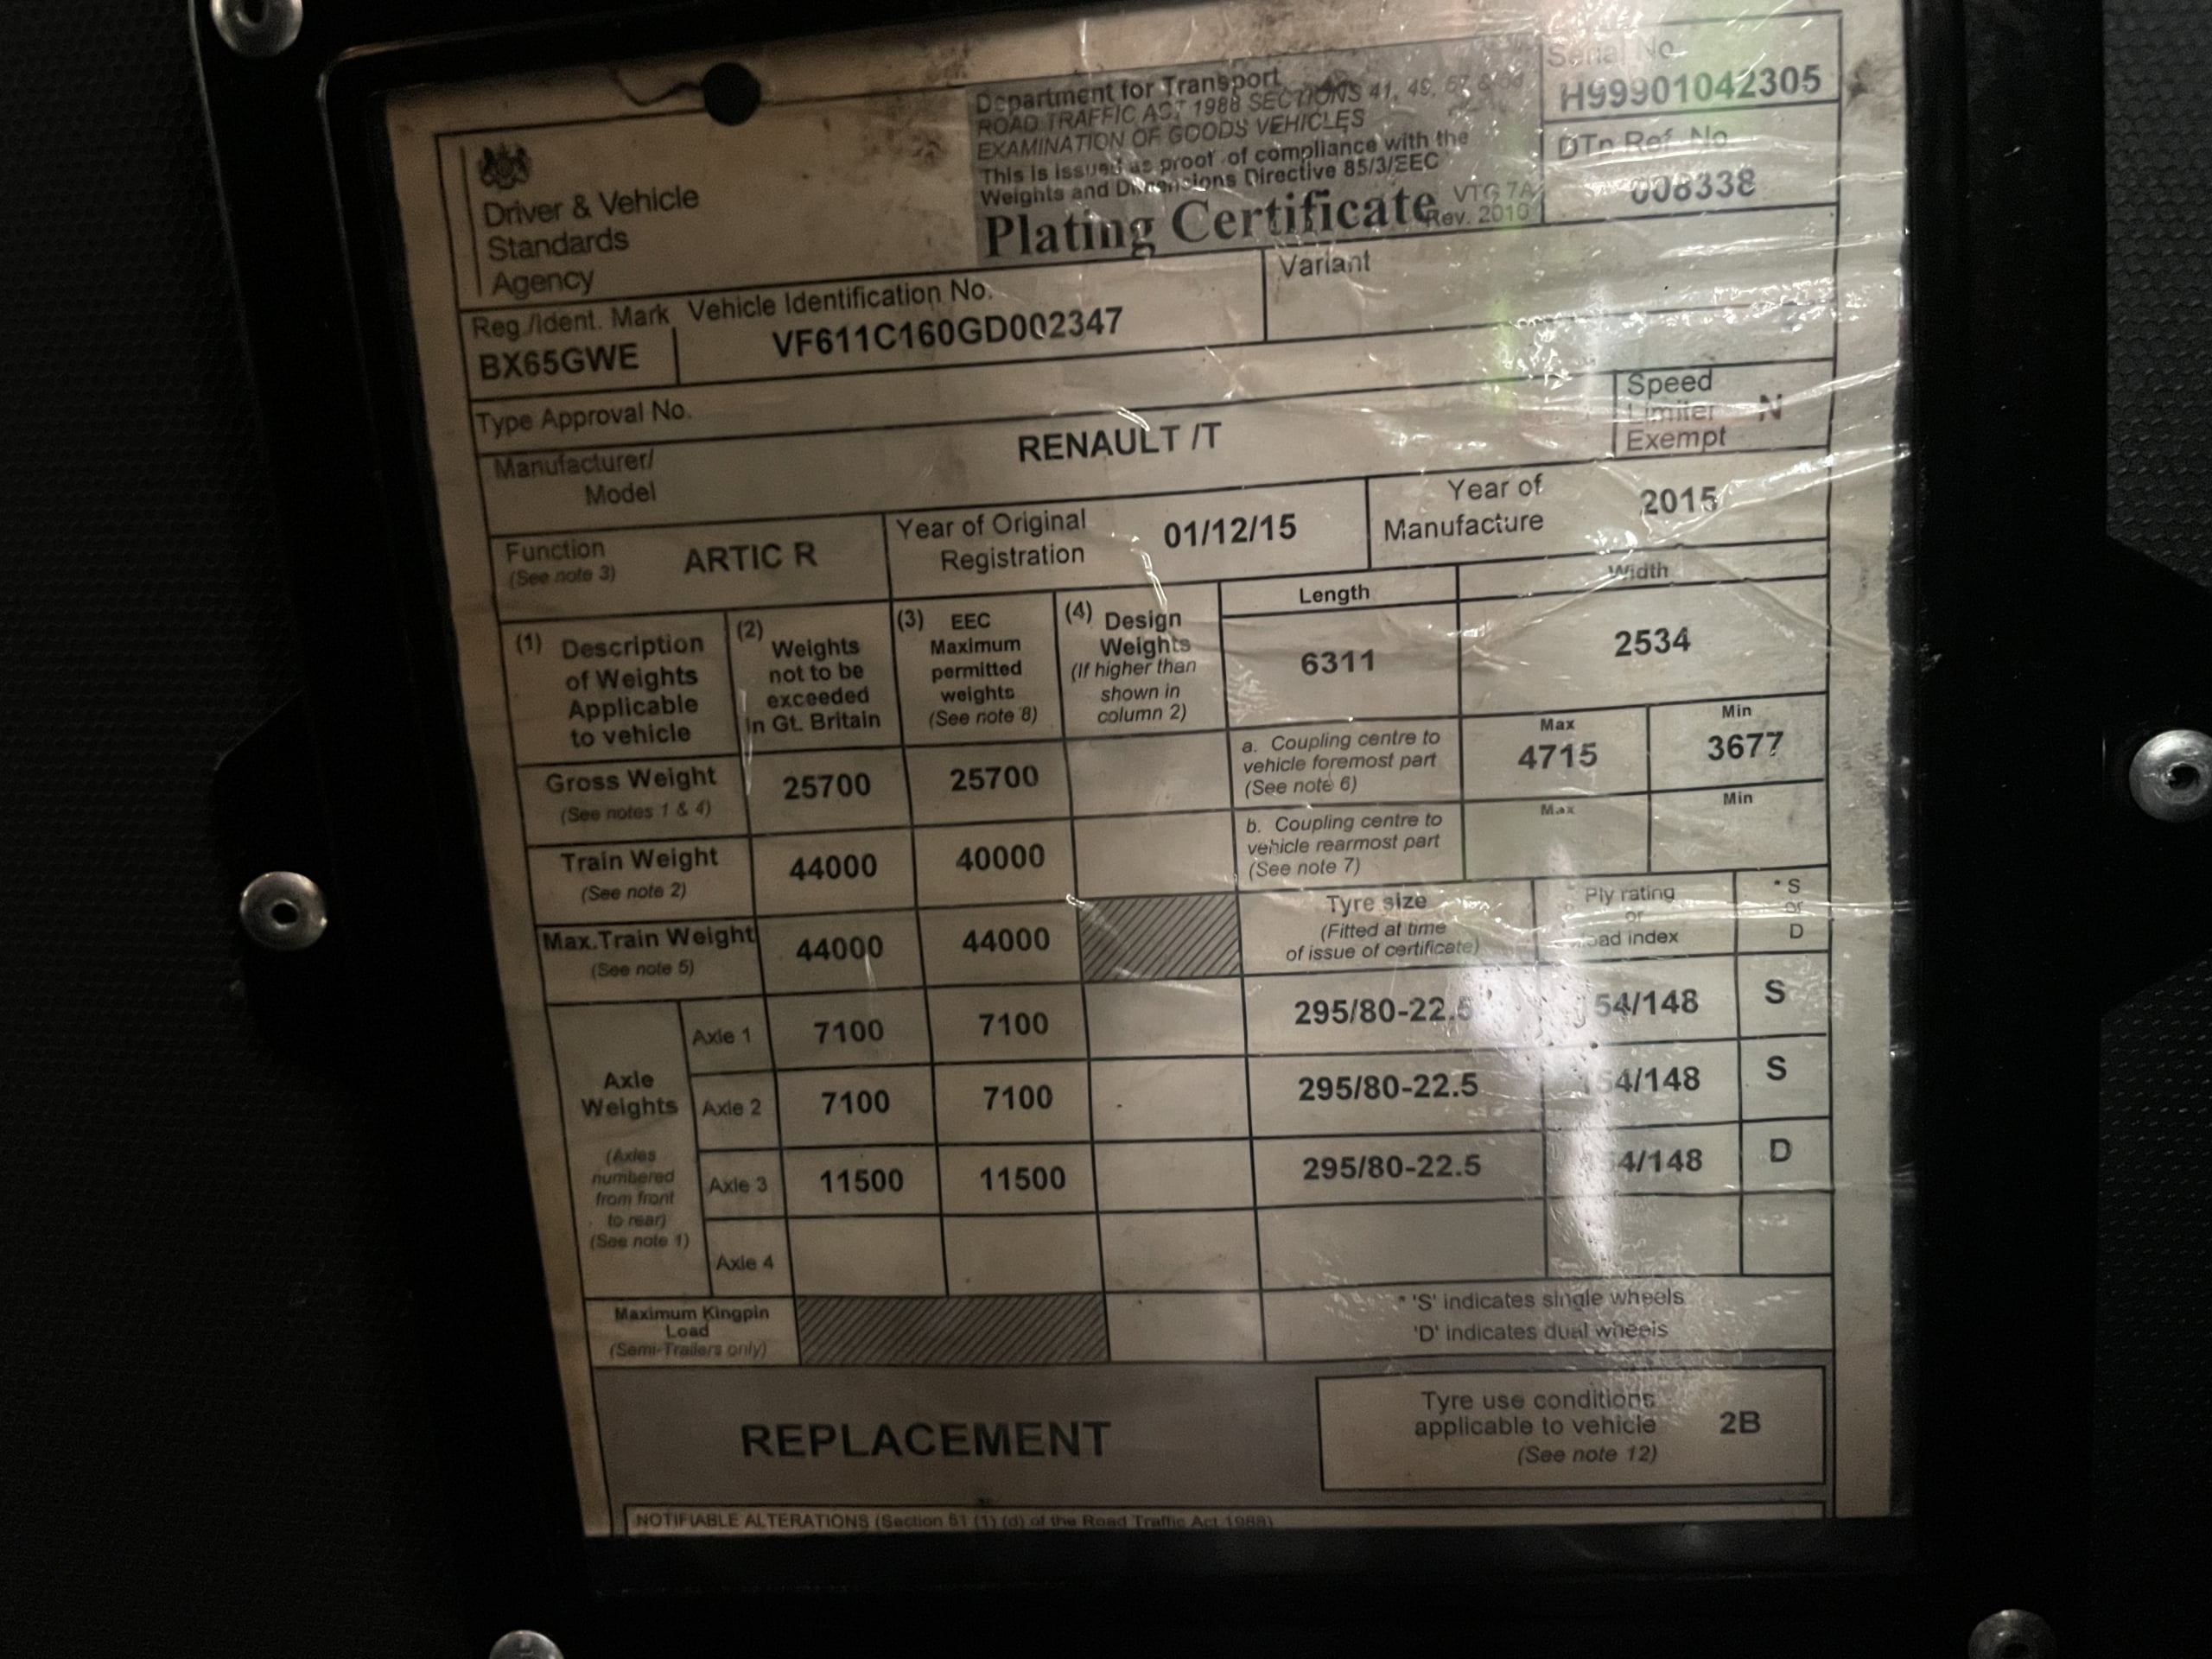 Department for Transport
ROAD TRAFFIC ACT 1988 SECTIONS 41, 49, 57 &
EXAMINATION OF GOODS VEHICLES
This is issued as proof of compliance with the
Weights and Dimensions Directive 85/3/EEC
Plating Certificate
VTG 7A
Rev. 2010
Serial No.
H99901042305
DTp Ref. No.
008338
Driver & Vehicle
Standards
Agency
Reg./Ident. Mark
BX65GWE
Vehicle Identification No.
VF611C160GD002347
Variant
Type Approval No.
Manufacturer/
Model
RENAULT /T
Speed
Limiter
Exempt
N
Function
(See note 3)
ARTIC R
Year of Original
Registration
01/12/15
Year of
Manufacture
2015
(1) Description
of Weights
Applicable
to vehicle
(2)
Weights
not to be
exceeded
in Gt. Britain
(3) EEC
Maximum
permitted
weights
(See note 8)
(4) Design
Weights
(If higher than
shown in
column 2)
Length
6311
Width
2534
Gross Weight
(See notes 1 & 4)
25700
25700
a. Coupling centre to
vehicle foremost part
(See note 6)
Max
4715
Min
3677
Train Weight
(See note 2)
44000
40000
b. Coupling centre to
vehicle rearmost part
(See note 7)
Max
Min
Max.Train Weight
(See note 5)
44000
44000
Tyre size
(Fitted at time
of issue of certificate)
Ply rating
or
load index
* S
or
D
Axle
Weights
(Axles
numbered
from front
to rear)
(See note 1)
Axle 1
7100
7100
295/80-22.5
54/148
S
Axle 2
7100
7100
295/80-22.5
154/148
S
Axle 3
11500
11500
295/80-22.5
4/148
D
Axle 4
Maximum Kingpin
Load
(Semi-Trailers only)
* 'S' indicates single wheels
'D' indicates dual wheels
REPLACEMENT
Tyre use conditions
applicable to vehicle
(See note 12)
2B
NOTIFIABLE ALTERATIONS (Section 61 (1) (d) of the Road Traffic Act 1988)